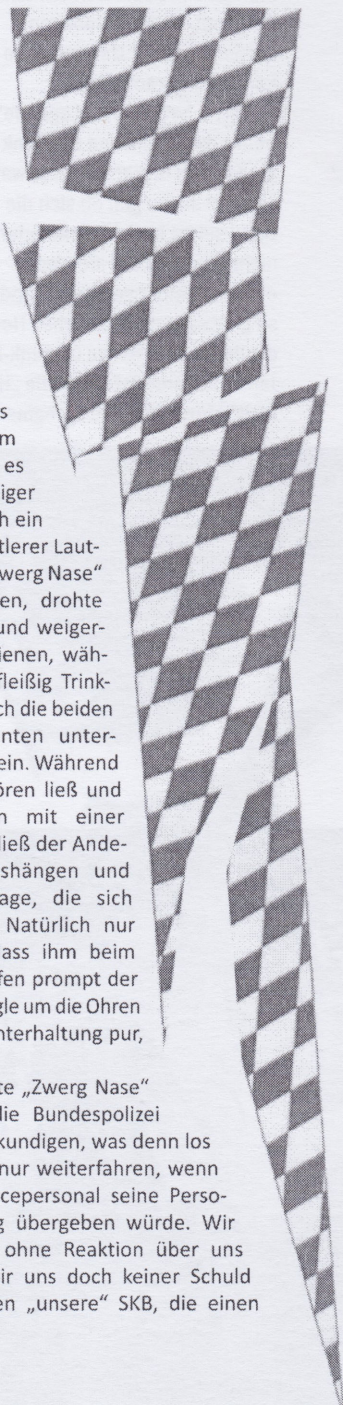 s
m
es
iger
h ein
tlerer Laut-
werg Nase“
en, drohte
und weiger-
ienen, wäh-
fleißig Trink-
ch die beiden
nten unter-
ein. Während
ören ließ und
n mit einer
ließ der Ande-
shängen und
age, die sich
Natürlich nur
ass ihm beim
fen prompt der
gle um die Ohren
nterhaltung pur,
te „Zwerg Nase“
die Bundespolizei
kundigen, was denn los
nur weiterfahren, wenn
icepersonal seine Perso-
g übergeben würde. Wir
ohne Reaktion über uns
ir uns doch keiner Schuld
en „unsere“ SKB, die einen